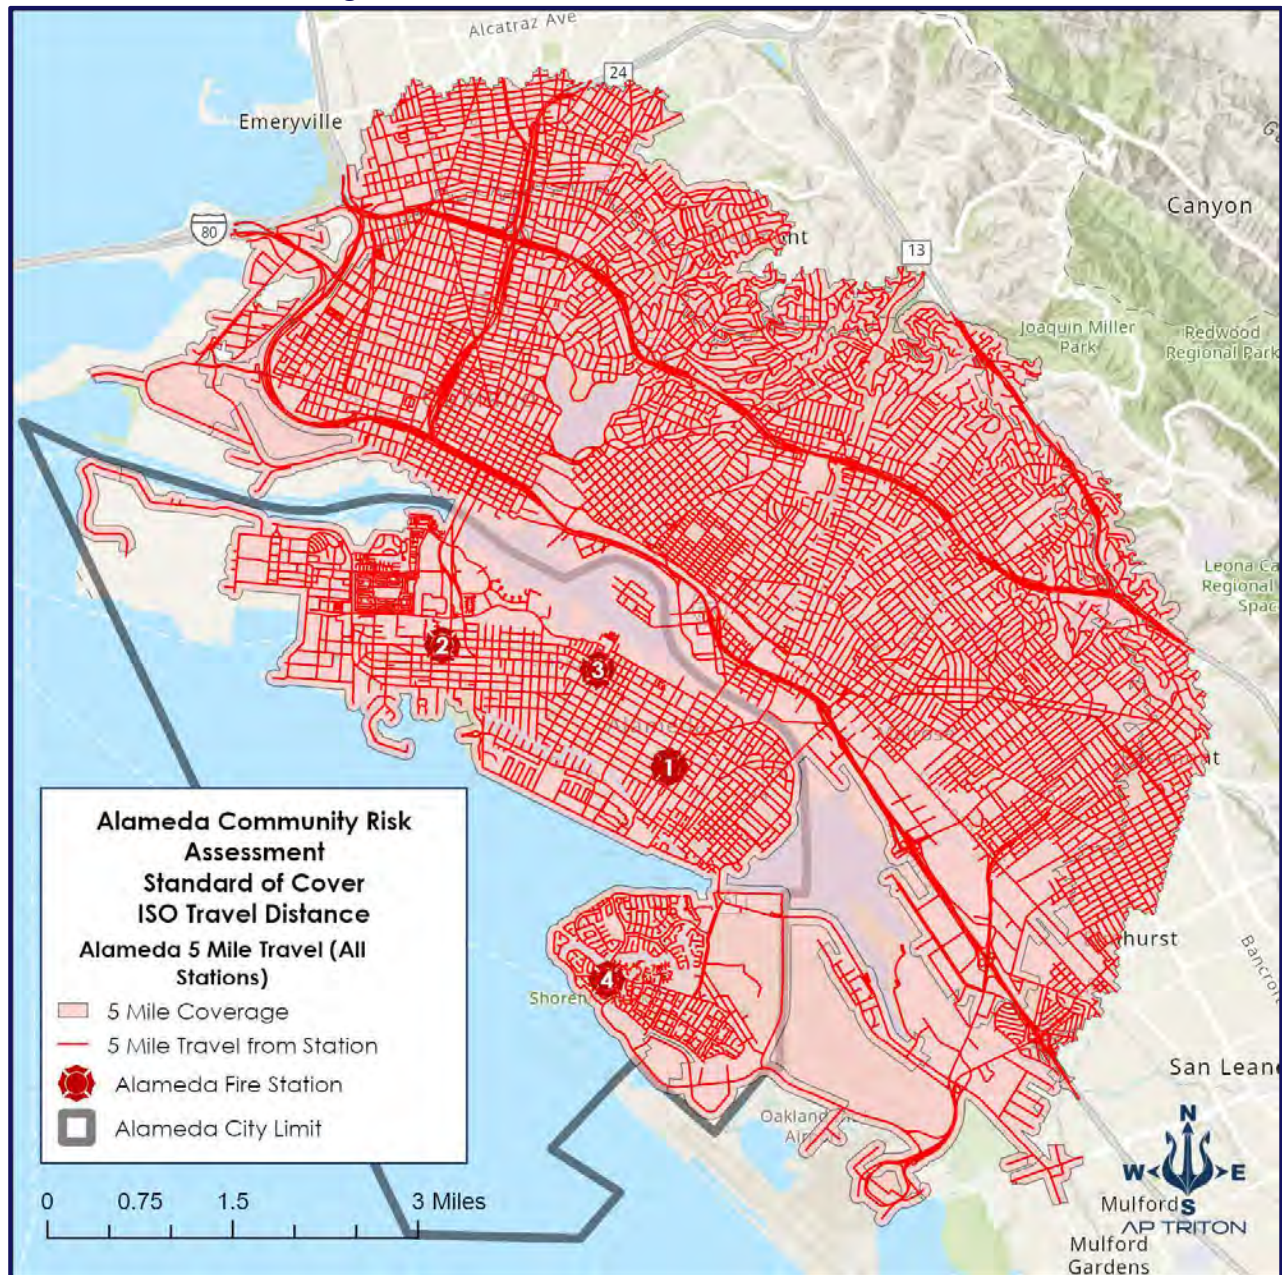 Alcatraz Ave
24
Emeryville
Canyon
80
13
Joaquin Miller
Park
Redwood
Regional Park
Leona Ca
Regional
Spac
2
3
1
4
Shoren
hurst
Bancro
San Lean
Oakland
Mulford
Mulford
Gardens
Alameda Community Risk
Assessment
Standard of Cover
ISO Travel Distance
Alameda 5 Mile Travel (All
Stations)
5 Mile Coverage
5 Mile Travel from Station
Alameda Fire Station
Alameda City Limit
0 0.75 1.5 3 Miles
N
W E
S
AP TRITON